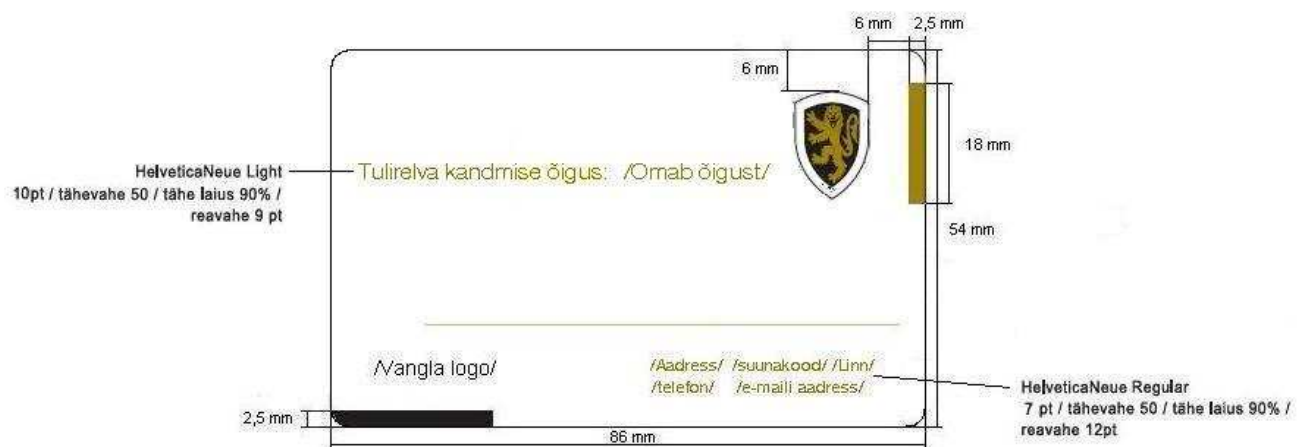 6 mm
2,5 mm
6 mm
18 mm
HelveticaNeue Light
10pt / tähevahe 50 / tähe laius 90% /
reavahe 9 pt
Tulirelva kandmise õigus: /Omab õigust/
54 mm
/Vangla logo/
/Aadress/ /suunakood/ /Linn/
/telefon/ /e-maili aadress/
HelveticaNeue Regular
7 pt / tähevahe 50 / tähe laius 90% /
reavahe 12pt
2,5 mm
86 mm